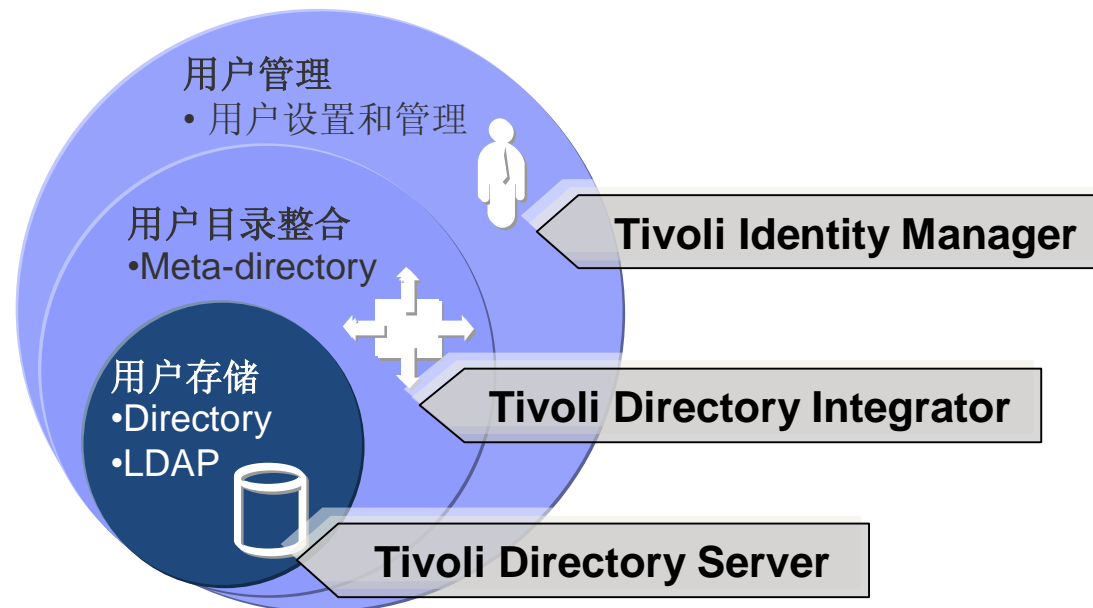 用户管理
• 用户设置和管理
Tivoli Identity Manager
用户目录整合
•Meta-directory
Tivoli Directory Integrator
用户存储
•Directory
•LDAP
Tivoli Directory Server